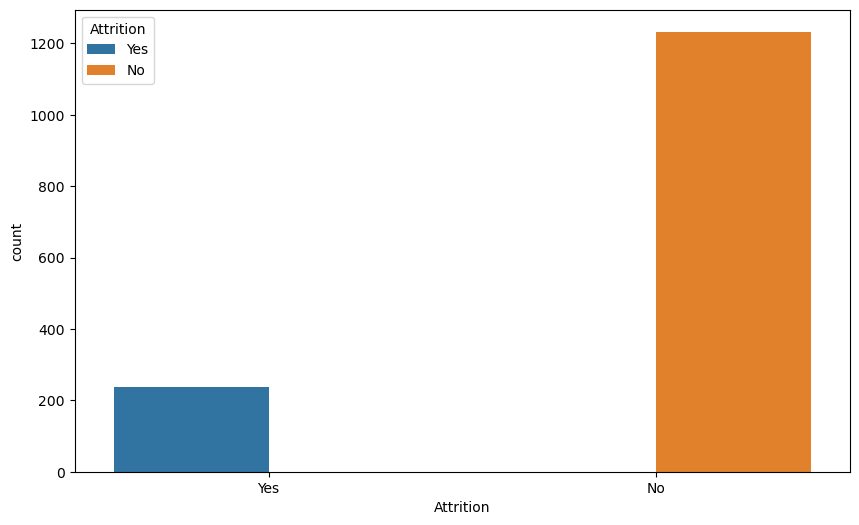 Attrition
Yes
No
1200
1000
800
600
400
200
0
count
Yes No
Attrition